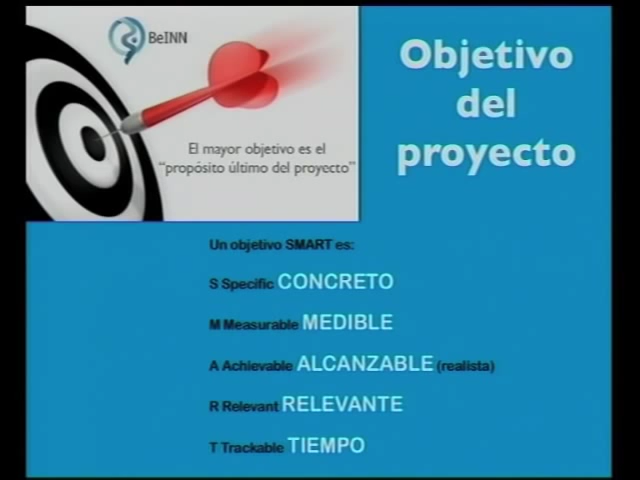 BeINN
El mayor objetivo es el
“propósito último del proyecto”
Objetivo
del
proyecto
Un objetivo SMART es:
S Specific CONCRETO
M Measurable MEDIBLE
A Achievable ALCANZABLE (realista)
R Relevant RELEVANTE
T Trackable TIEMPO